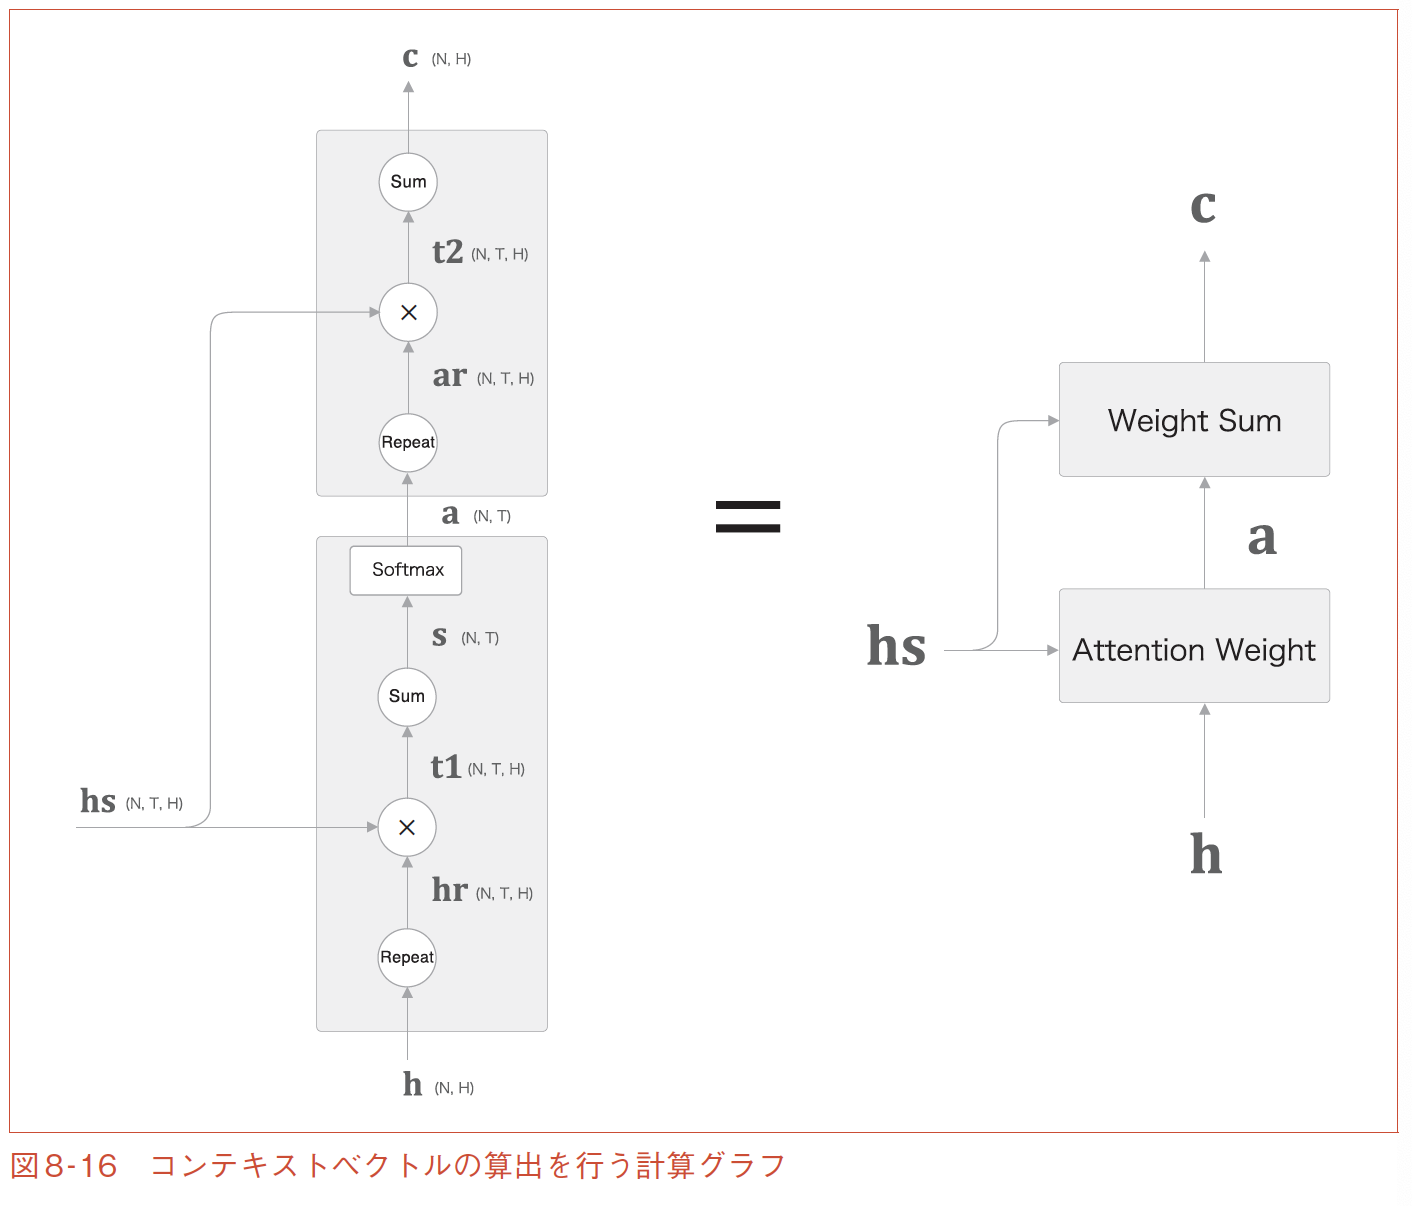 c (N, H)
Sum
t2 (N, T, H)
×
ar (N, T, H)
Repeat
a (N, T)
Softmax
s (N, T)
Sum
t1 (N, T, H)
hs (N, T, H)
×
hr (N, T, H)
Repeat
h (N, H)
=
c
Weight Sum
a
hs
Attention Weight
h
図8-16 コンテキストベクトルの算出を行う計算グラフ